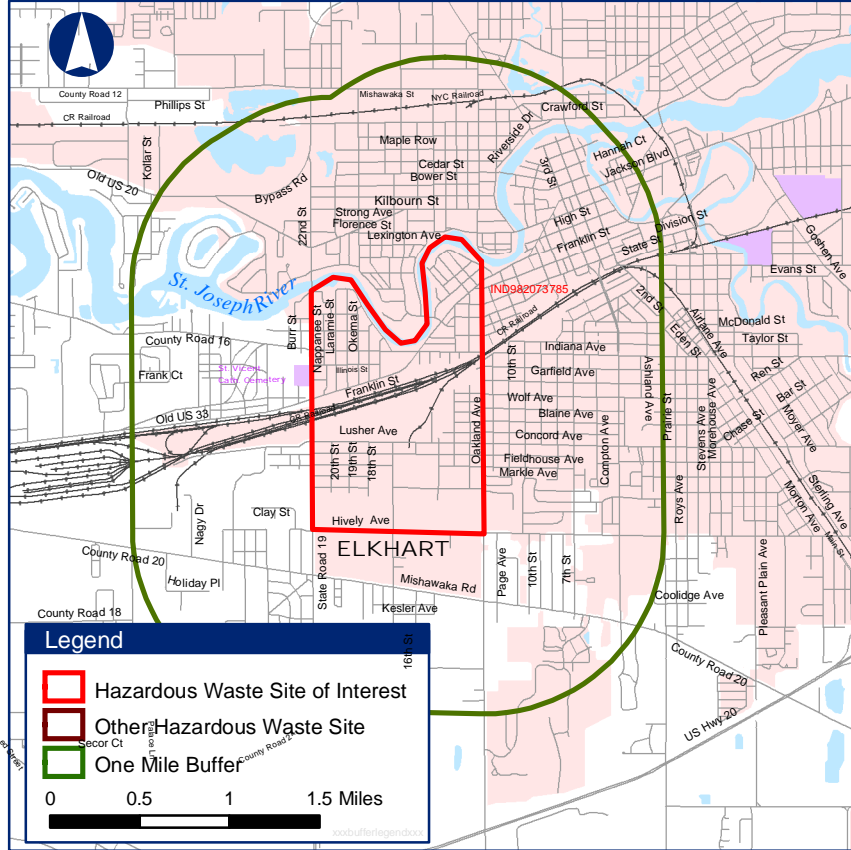 County Road 12
Phillips St
Mishawaka St
NYC Railroad
Crawford St
CR Railroad
Kollar St
Maple Row
Riverside Dr
Hannah Ct
Jackson Blvd
Cedar St
Bower St
3rd St
Old US 20
Bypass Rd
Kilbourn St
Strong Ave
Florence St
22nd St
Lexington Ave
High St
Franklin St
Division St
State St
Goshen Ave
Evans St
St. Joseph River
IND982073785
2nd St
CR Railroad
Airlane Ave
Eden St
McDonald St
Taylor St
Nappanee St
Laramie St
Okema St
Burr St
County Road 16
Indiana Ave
10th St
Frank Ct
St. Vicent
Cath. Cemetery
Illinois St
Garfield Ave
Ashland Ave
Prairie St
Ren St
Bar St
Franklin St
Wolf Ave
Stevens Ave
Morehouse Ave
Old US 33
CR Railroad
Blaine Ave
Chase St
Moyer Ave
Lusher Ave
Oakland Ave
Concord Ave
Compton Ave
20th St
19th St
18th St
Fieldhouse Ave
Markle Ave
Roys Ave
Sterling Ave
Morton Ave
Main St
Nagy Dr
Clay St
Hively Ave
ELKHART
State Road 19
County Road 20
Holiday Pl
Mishawaka Rd
Page Ave
10th St
7th St
Pleasant Plain Ave
County Road 18
Kesler Ave
Coolidge Ave
16th St
County Road 20
US Hwy 20
Legend
Hazardous Waste Site of Interest
Other Hazardous Waste Site
Secor Ct
One Mile Buffer
0 0.5 1 1.5 Miles
xxxbufferlegendxxx